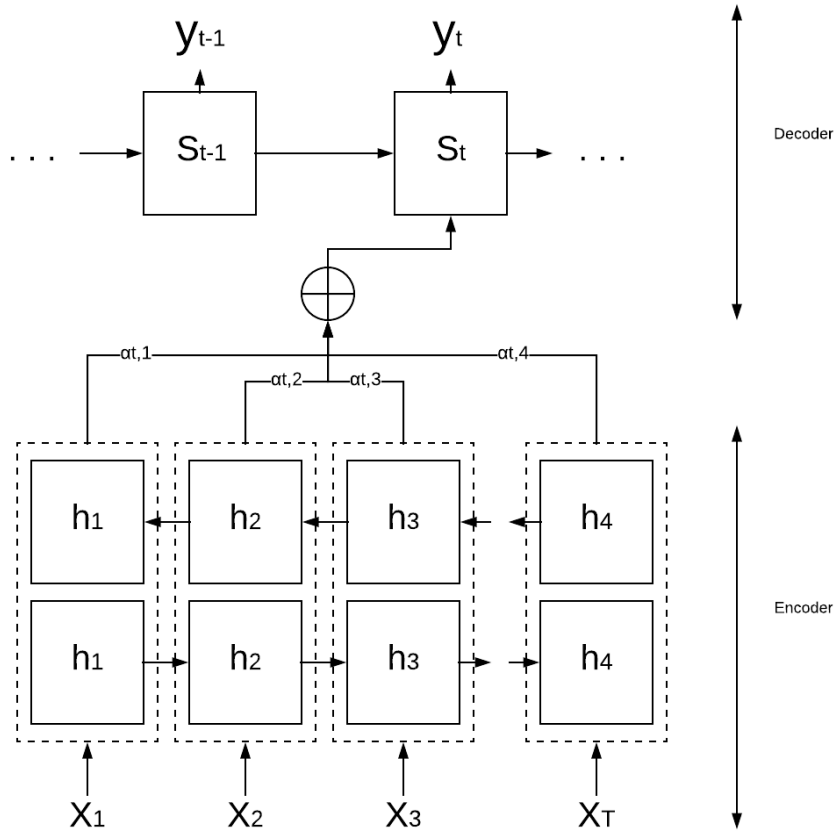 yt-1 yt
Decoder
. . . St-1 St . . .
αt,1 αt,4
αt,2 αt,3
h1 h2 h3 h4
Encoder
h1 h2 h3 h4
X1 X2 X3 XT